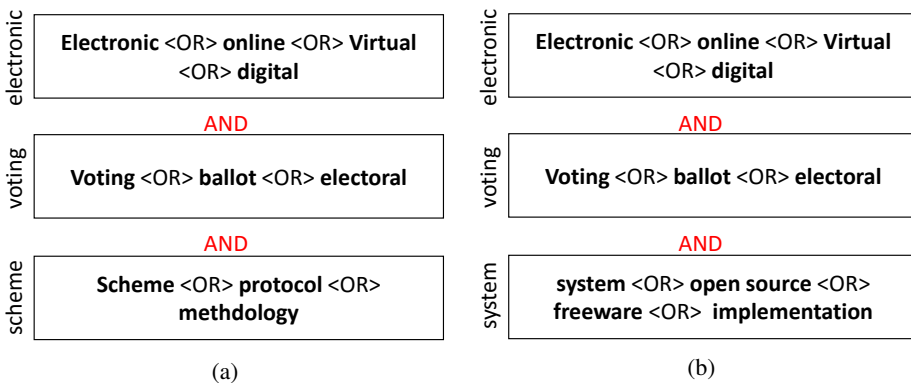 electronic
Electronic <OR> online <OR> Virtual
<OR> digital
AND
voting
Voting <OR> ballot <OR> electoral
AND
scheme
Scheme <OR> protocol <OR>
methdology
(a)
electronic
Electronic <OR> online <OR> Virtual
<OR> digital
AND
voting
Voting <OR> ballot <OR> electoral
AND
system
system <OR> open source <OR>
freeware <OR> implementation
(b)